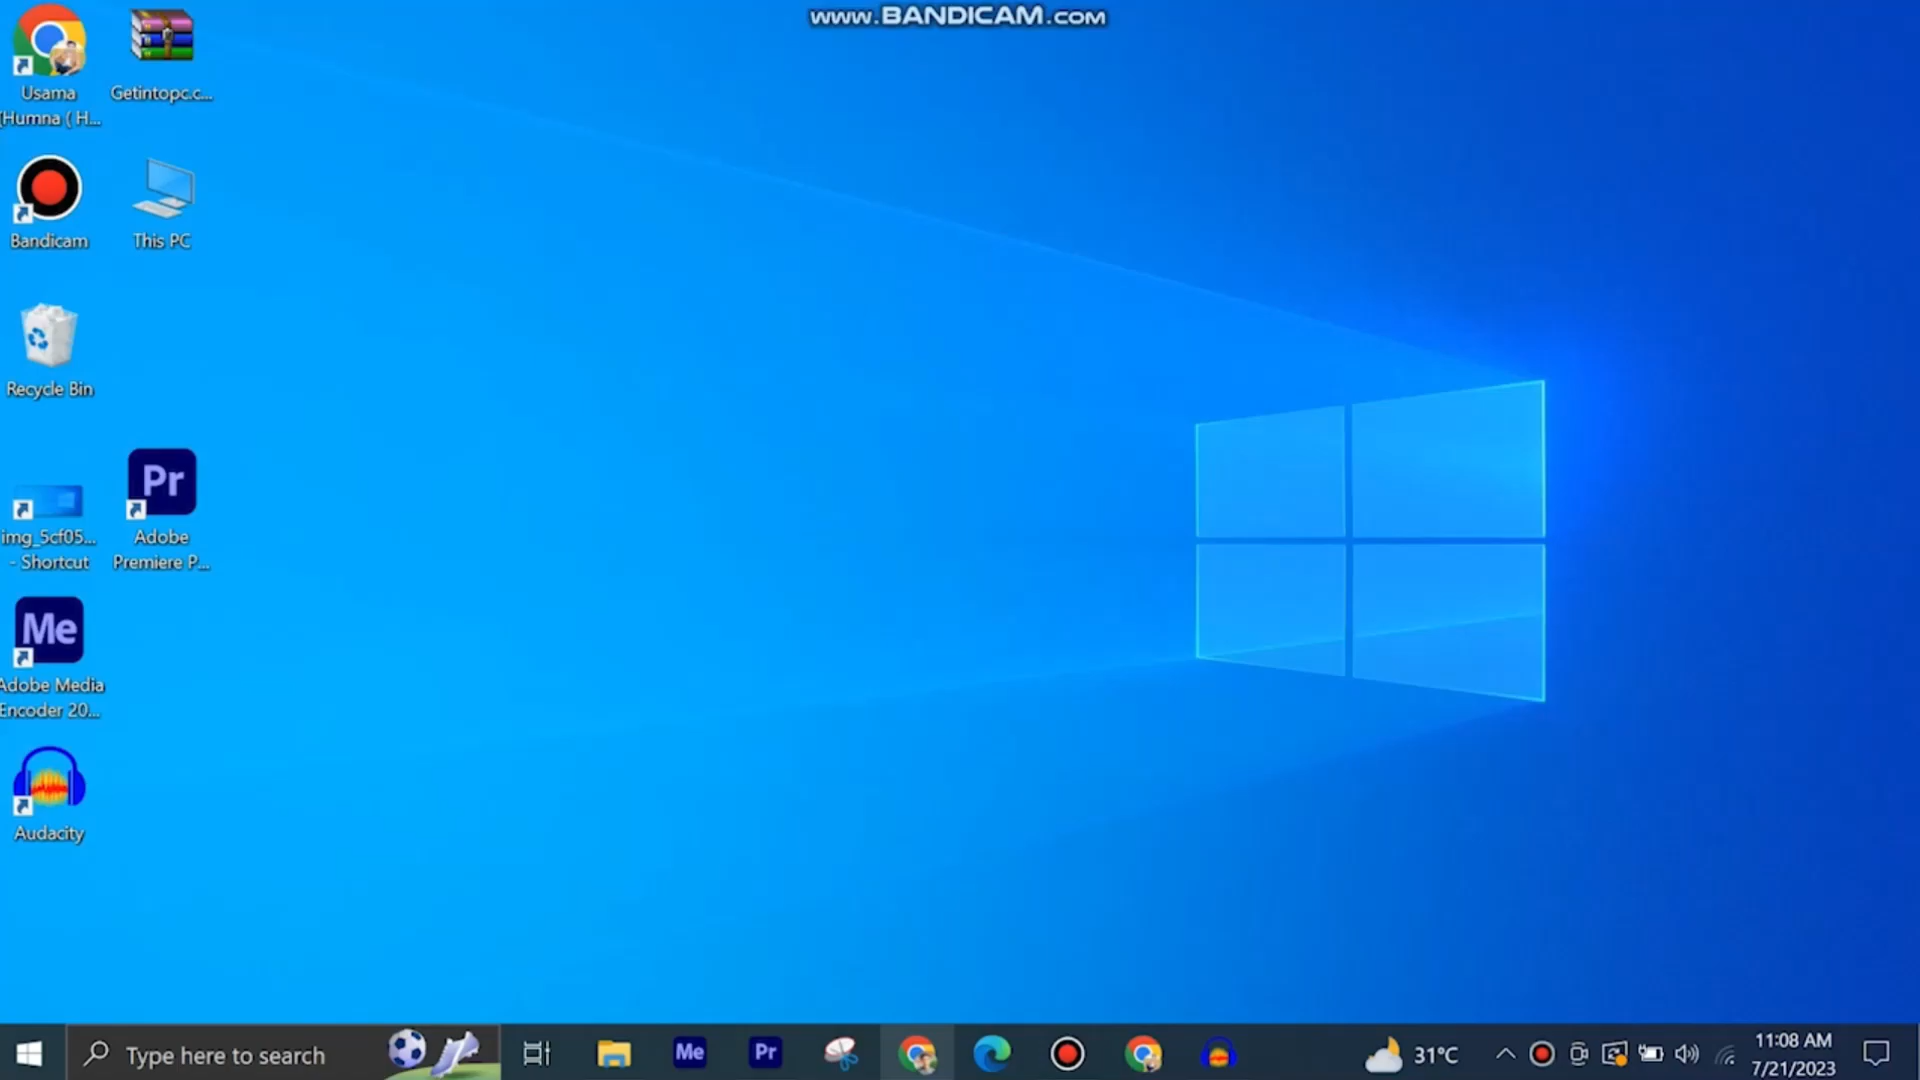 www.BANDICAM.com
Usama
(Humna ( H...
Getintopc.c...
Bandicam
This PC
Recycle Bin
img_5cf05...
- Shortcut
Pr
Adobe
Premiere P...
Me
Adobe Media
Encoder 20...
Audacity
Type here to search
Me
Pr
31°C
11:08 AM
7/21/2023